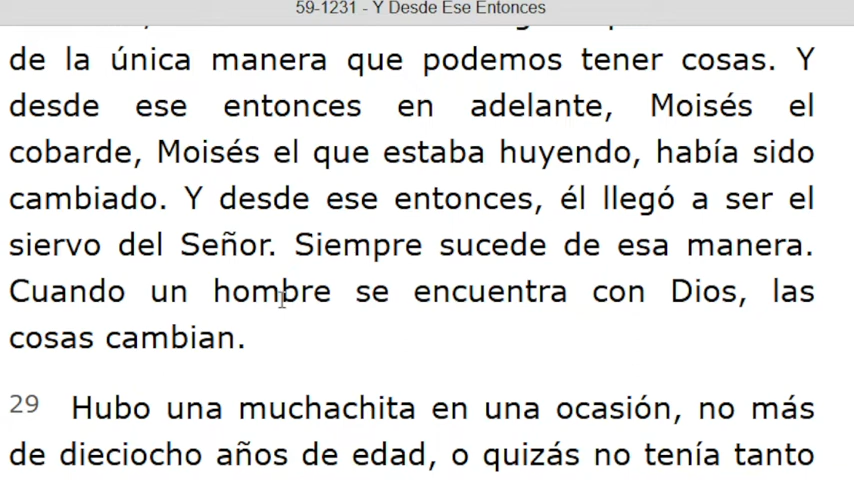 59-1231 - Y Desde Ese Entonces
de la única manera que podemos tener cosas. Y
desde ese entonces en adelante, Moisés el
cobarde, Moisés el que estaba huyendo, había sido
cambiado. Y desde ese entonces, él llegó a ser el
siervo del Señor. Siempre sucede de esa manera.
Cuando un hombre se encuentra con Dios, las
cosas cambian.
29 Hubo una muchachita en una ocasión, no más
de dieciocho años de edad, o quizás no tenía tanto